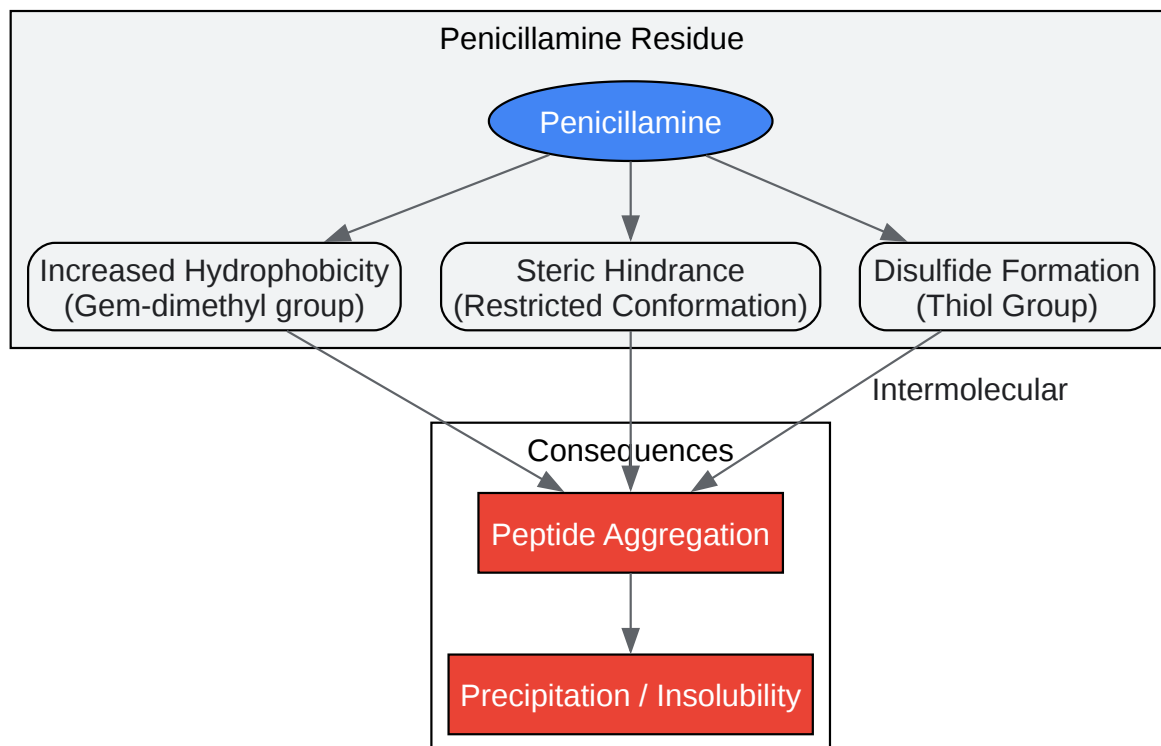 Penicillamine Residue
Penicillamine
Increased Hydrophobicity
(Gem-dimethyl group)
Steric Hindrance
(Restricted Conformation)
Disulfide Formation
(Thiol Group)
Intermolecular
Consequences
Peptide Aggregation
Precipitation / Insolubility